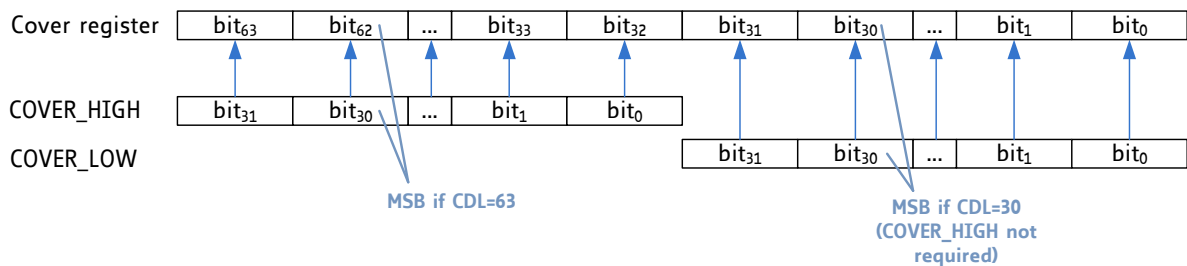 Cover register bit63 bit62 ... bit33 bit32 bit31 bit30 ... bit1 bit0
COVER_HIGH bit31 bit30 ... bit1 bit0
COVER_LOW bit31 bit30 ... bit1 bit0
MSB if CDL=63
MSB if CDL=30
(COVER_HIGH not
required)